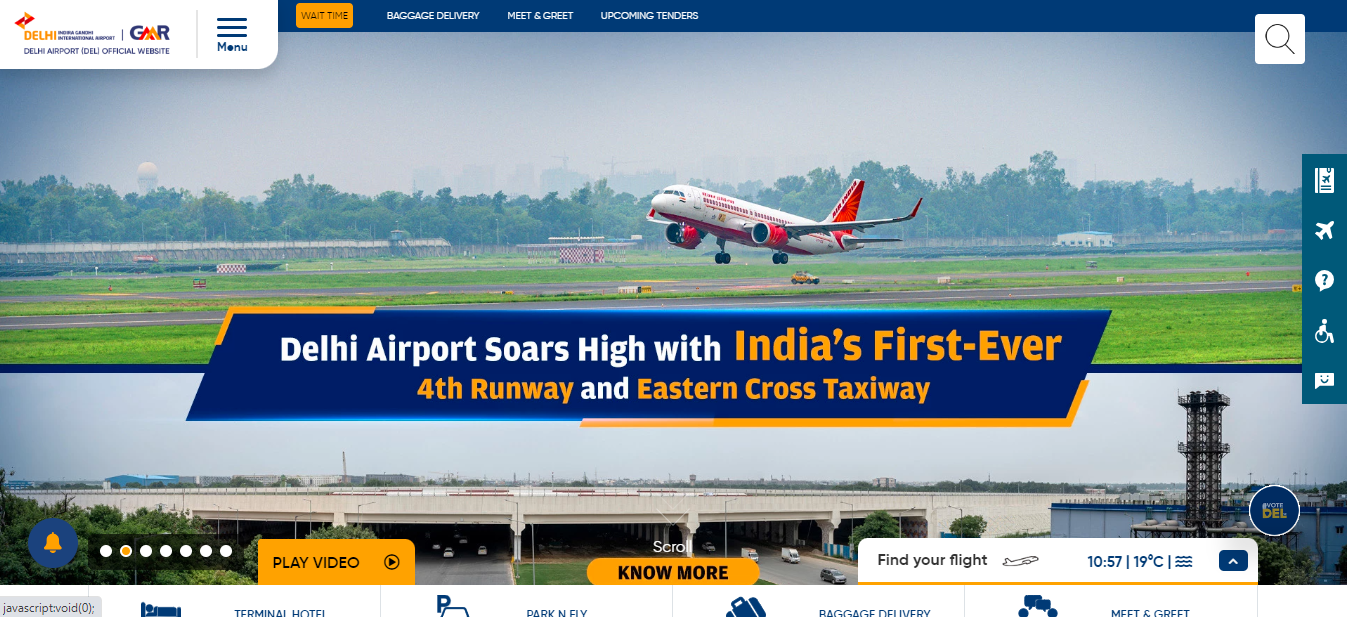 DELHI INDIRA GANDHI INTERNATIONAL AIRPORT | GMR
DELHI AIRPORT (DEL) OFFICIAL WEBSITE
Menu
WAIT TIME
BAGGAGE DELIVERY
MEET & GREET
UPCOMING TENDERS
AIR INDIA
Delhi Airport Soars High with India's First-Ever
4th Runway and Eastern Cross Taxiway
#VOTE
DEL
Scroll
PLAY VIDEO
KNOW MORE
Find your flight
10:57 | 19°C |
javascript:void(0);
TERMINAL HOTEL
P
PARK N FLY
BAGGAGE DELIVERY
MEET & GREET